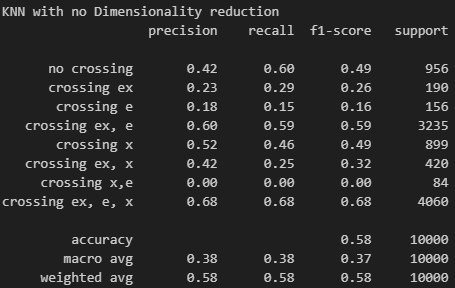 KNN with no Dimensionality reduction
precision recall f1-score support
no crossing 0.42 0.60 0.49 956
crossing ex 0.23 0.29 0.26 190
crossing e 0.18 0.15 0.16 156
crossing ex, e 0.60 0.59 0.59 3235
crossing x 0.52 0.46 0.49 899
crossing ex, x 0.42 0.25 0.32 420
crossing x,e 0.00 0.00 0.00 84
crossing ex, e, x 0.68 0.68 0.68 4060
accuracy 0.58 10000
macro avg 0.38 0.38 0.37 10000
weighted avg 0.58 0.58 0.58 10000